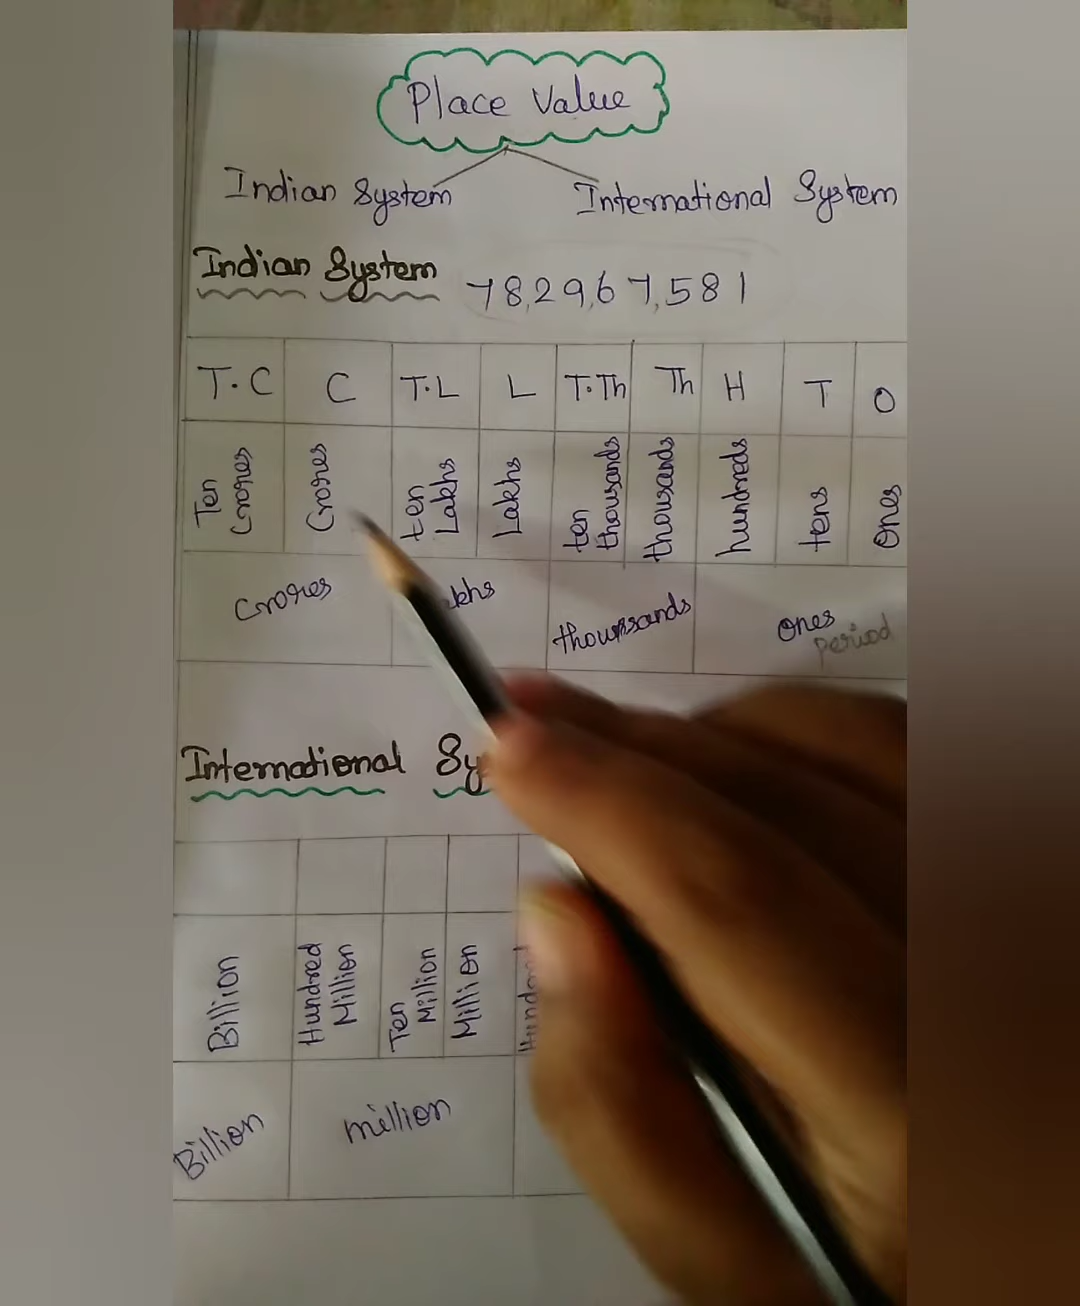 Place Value
Indian System International System
Indian System 78,29,67,581
T.C C T.L L T.Th Th H T O
Ten Crores Crores ten Lakhs Lakhs ten thousands thousands hundreds tens ones
Crores thousands ones
period
International
Billion Hundred Million Ten Million Million
Billion million